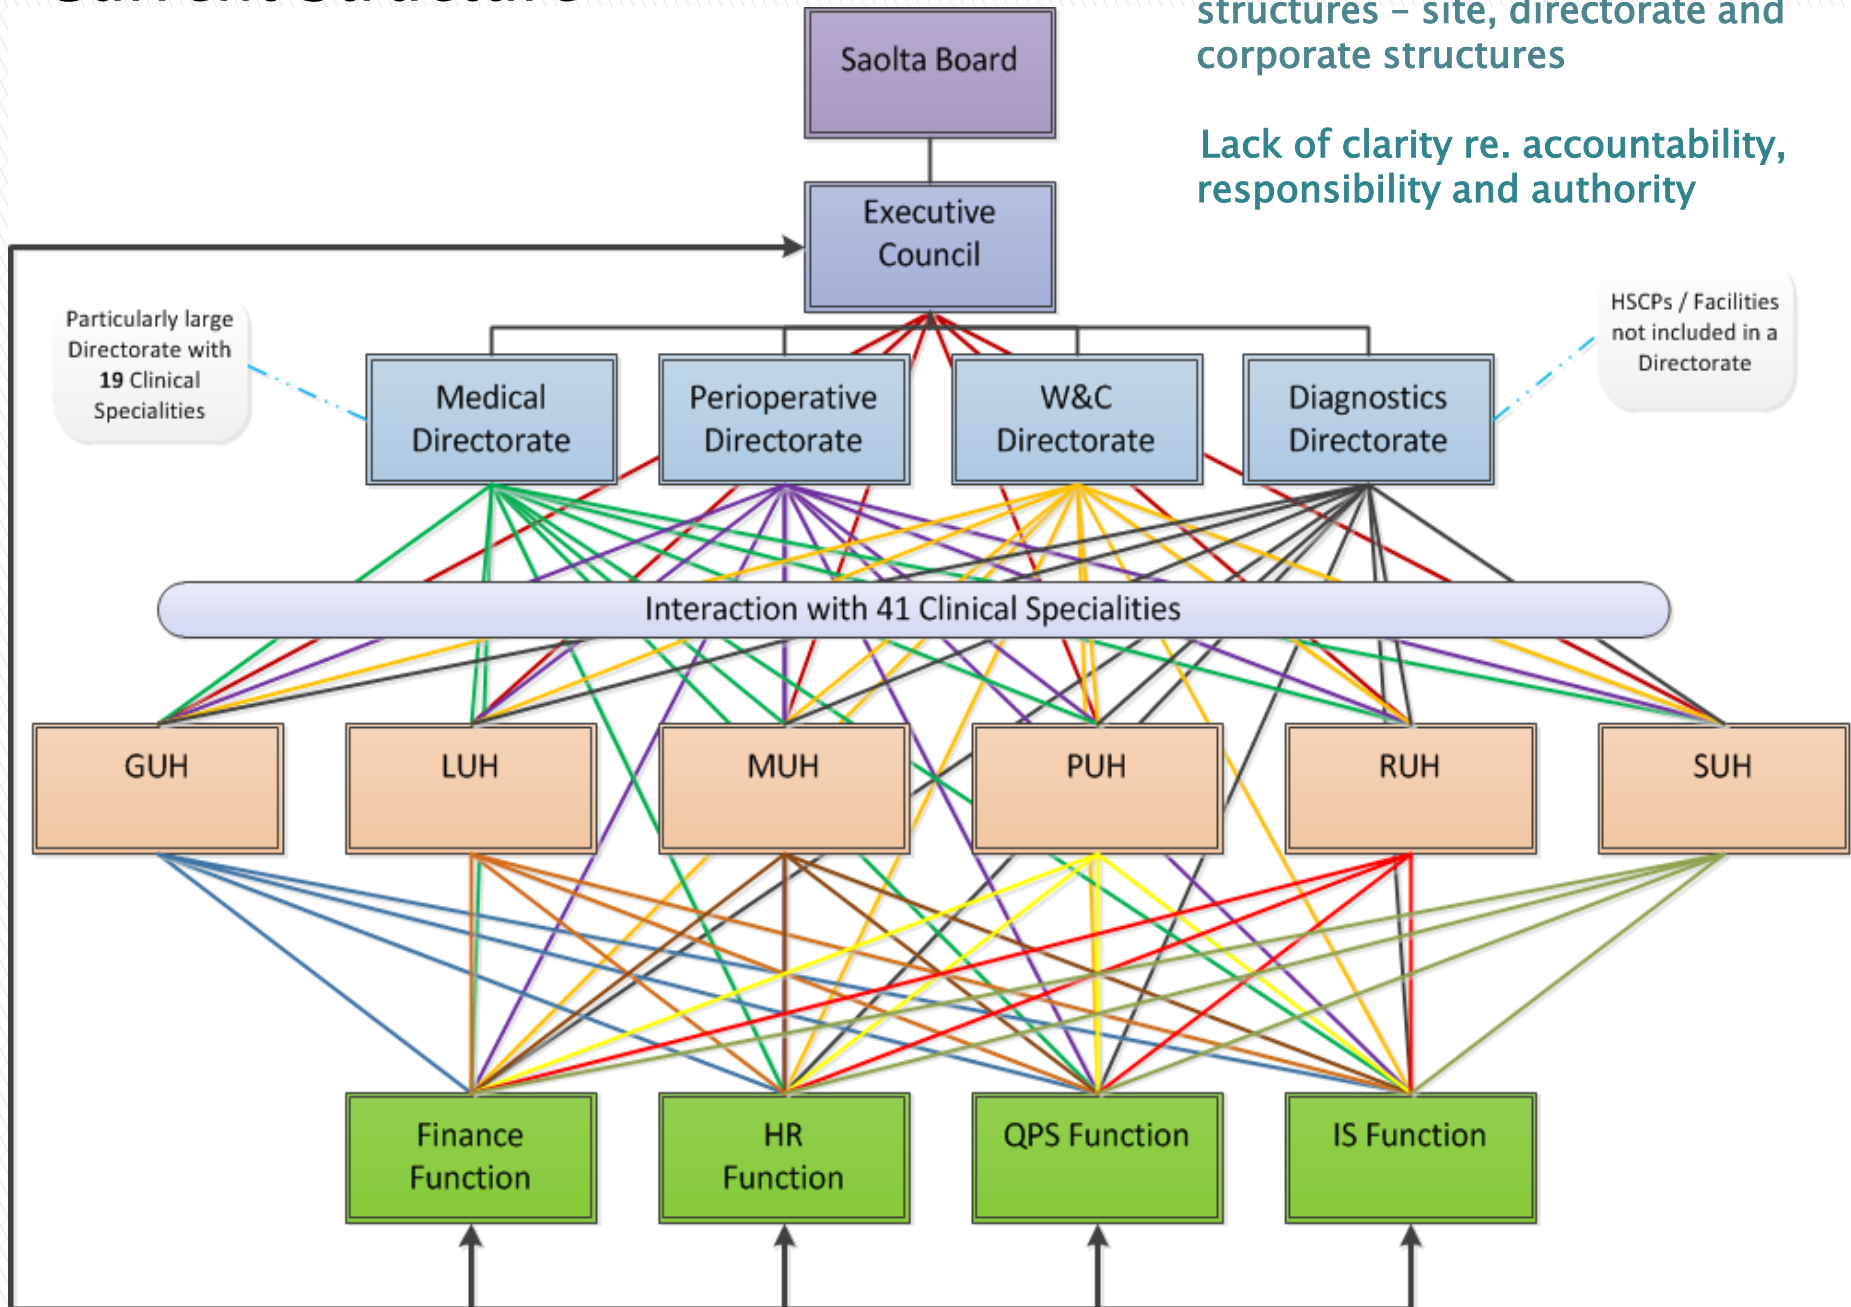 Current Structure
structures – site, directorate and
corporate structures
Lack of clarity re. accountability,
responsibility and authority
Saolta Board
Executive
Council
Particularly large
Directorate with
19 Clinical
Specialities
HSCPs / Facilities
not included in a
Directorate
Medical
Directorate
Perioperative
Directorate
W&C
Directorate
Diagnostics
Directorate
Interaction with 41 Clinical Specialities
GUH
LUH
MUH
PUH
RUH
SUH
Finance
Function
HR
Function
QPS Function
IS Function